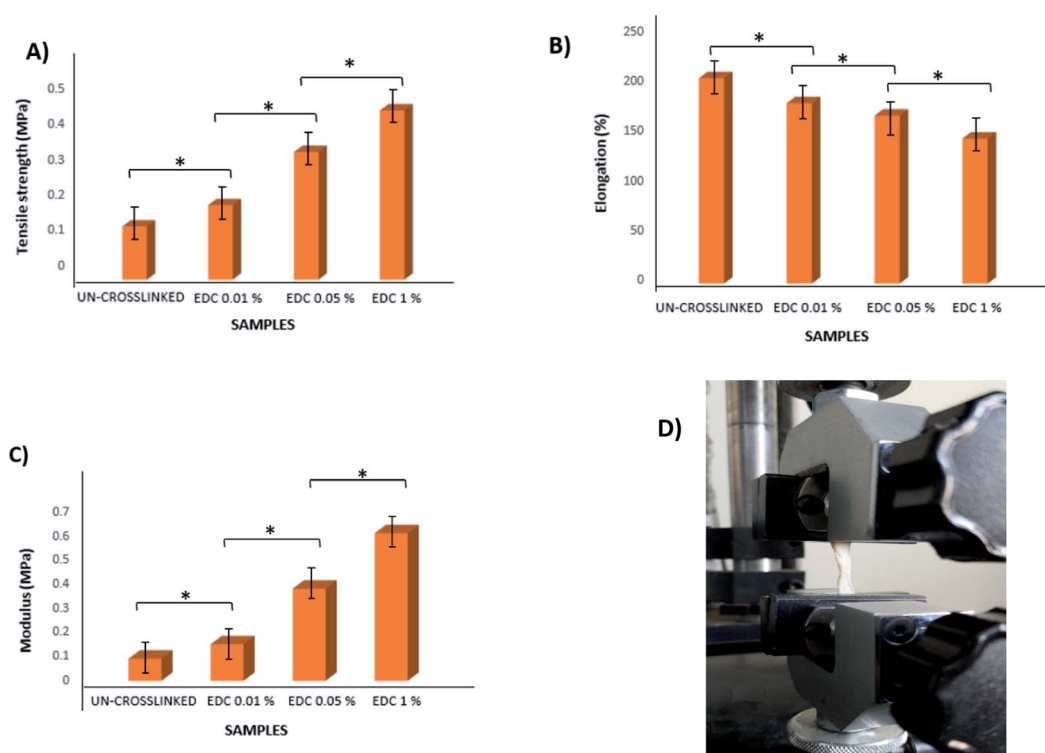 A)
*
*
*
Tensile strength (MPa)
0.5
0.4
0.3
0.2
0.1
0
UN-CROSSLINKED EDC 0.01 % EDC 0.05 % EDC 1 %
SAMPLES
B)
*
*
*
Elongation (%)
250
200
150
100
50
0
UN-CROSSLINKED EDC 0.01 % EDC 0.05 % EDC 1 %
SAMPLES
C)
*
*
*
Modulus (MPa)
0.7
0.6
0.5
0.4
0.3
0.2
0.1
0
UN-CROSSLINKED EDC 0.01 % EDC 0.05 % EDC 1 %
SAMPLES
D)